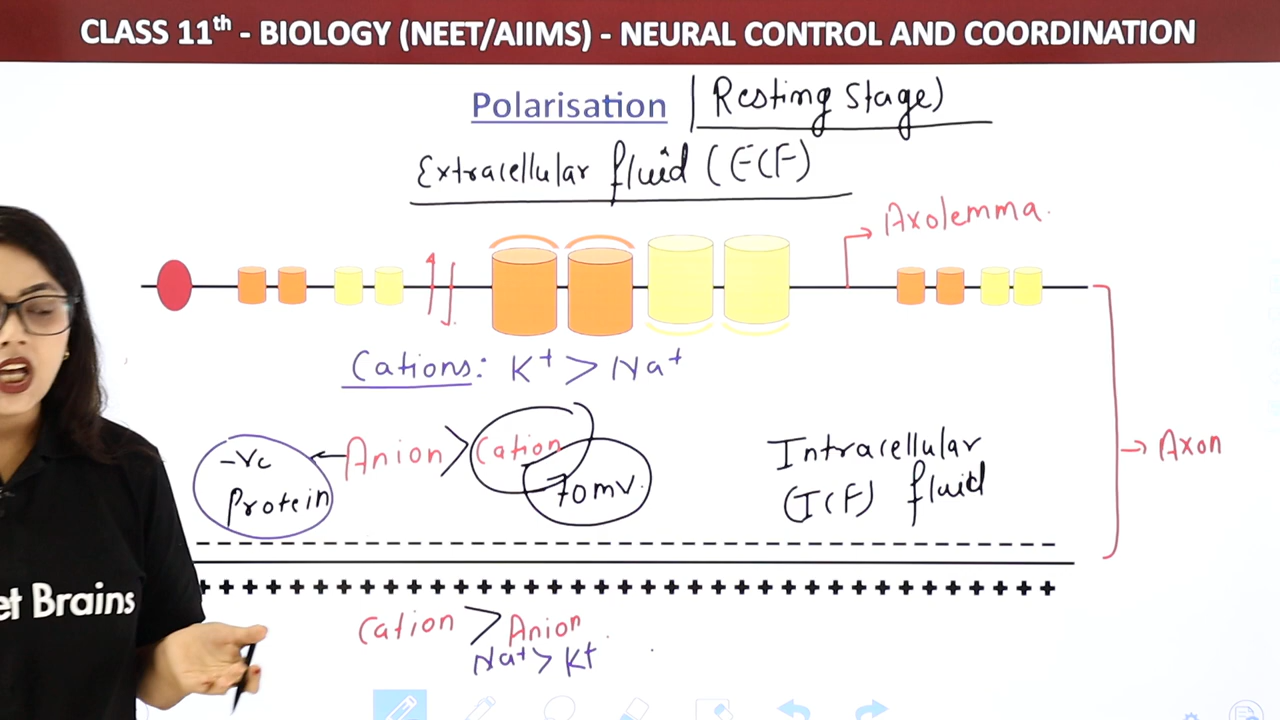 CLASS 11th - BIOLOGY (NEET/AIIMS) - NEURAL CONTROL AND COORDINATION
Polarisation | Resting Stage)
Extracellular fluid (ECF)
Axolemma.
Cations: K+ > Na+
Anion > Cation
-Ve Protein
-70mv.
Intracellular
(ICF) fluid
Axon
- - - - - - - - - - - - - - - - - - - - - - - - - - - - - - - - - - - - - - - -
+ + + + + + + + + + + + + + + + + + + + + + + + + + + + + + + + + + + + + + + +
Cation > Anion
Na+ > K+
et Brains